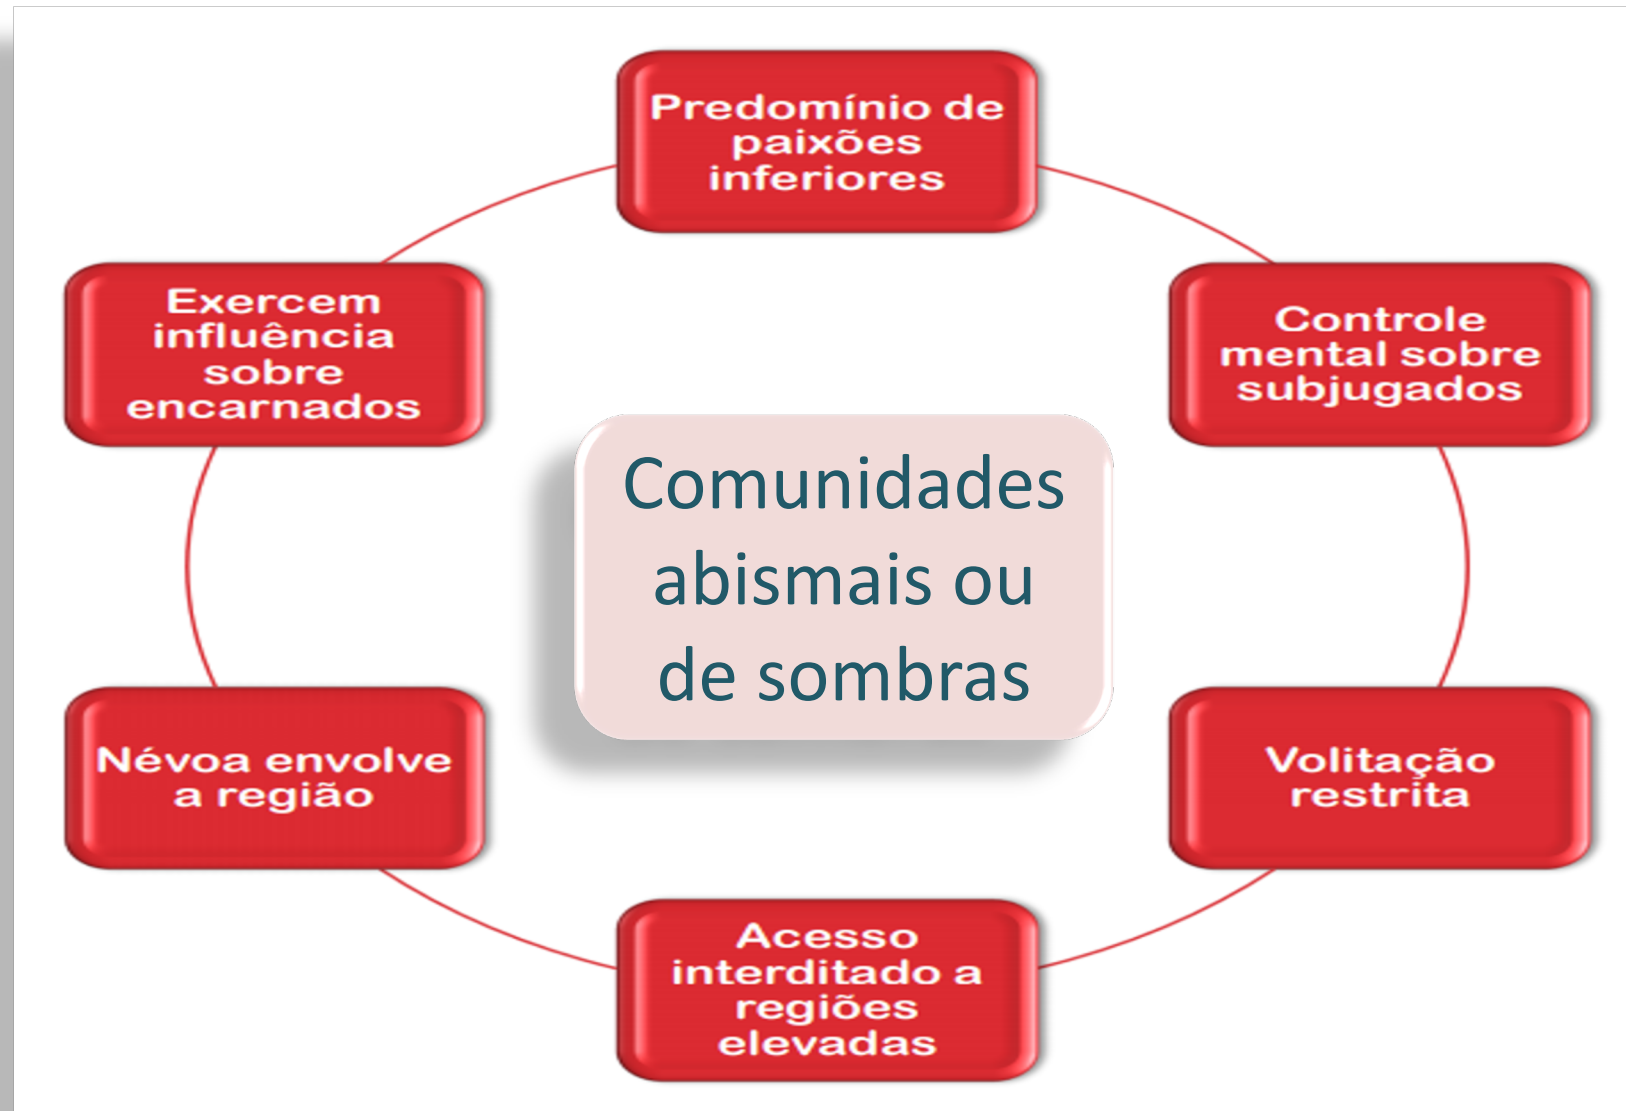 Predomínio de
paixões
inferiores
Controle
mental sobre
subjugados
Volitação
restrita
Acesso
interditado a
regiões
elevadas
Névoa envolve
a região
Exercem
influência
sobre
encarnados
Comunidades
abismais ou
de sombras